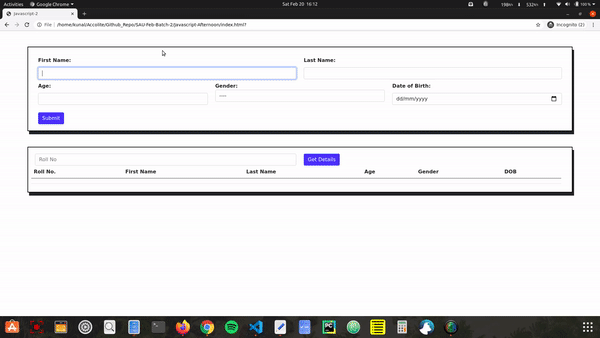 Activities Google Chrome Sat Feb 20 16:12 100 %
Javascript-2
File /home/kunal/Accolite/Github_Repo/SAU-Feb-Batch-2/Javascript-Afternoon/index.html? Incognito (2)
First Name: Last Name:
Age: Gender: Date of Birth:
dd/mm/yyyy
Submit
Roll No Get Details
Roll No. First Name Last Name Age Gender DOB